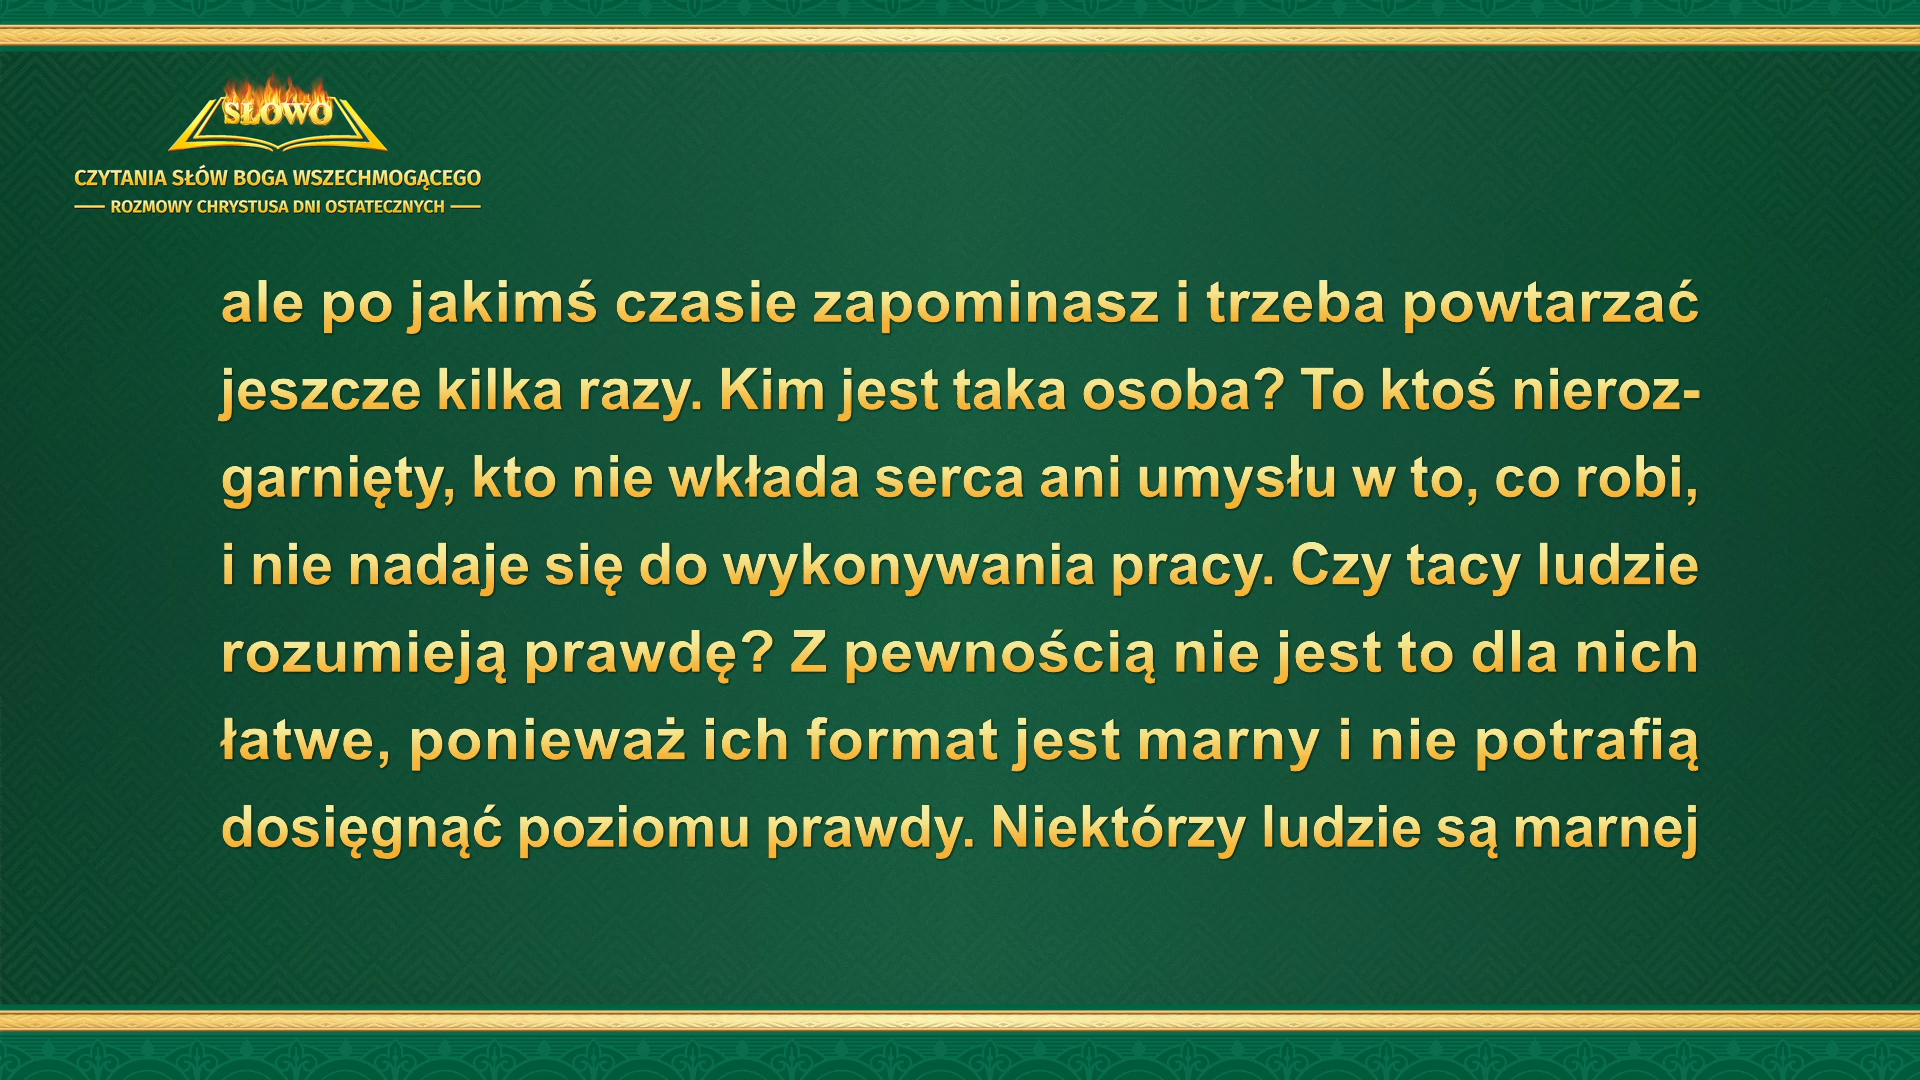 SŁOWO
CZYTANIA SŁÓW BOGA WSZECHMOGĄCEGO
ROZMOWY CHRYSTUSA DNI OSTATECZNYCH
ale po jakimś czasie zapominasz i trzeba powtarzać
jeszcze kilka razy. Kim jest taka osoba? To ktoś nieroz-
garnięty, kto nie wkłada serca ani umysłu w to, co robi,
i nie nadaje się do wykonywania pracy. Czy tacy ludzie
rozumieją prawdę? Z pewnością nie jest to dla nich
łatwe, ponieważ ich format jest marny i nie potrafią
dosięgnąć poziomu prawdy. Niektórzy ludzie są marnej